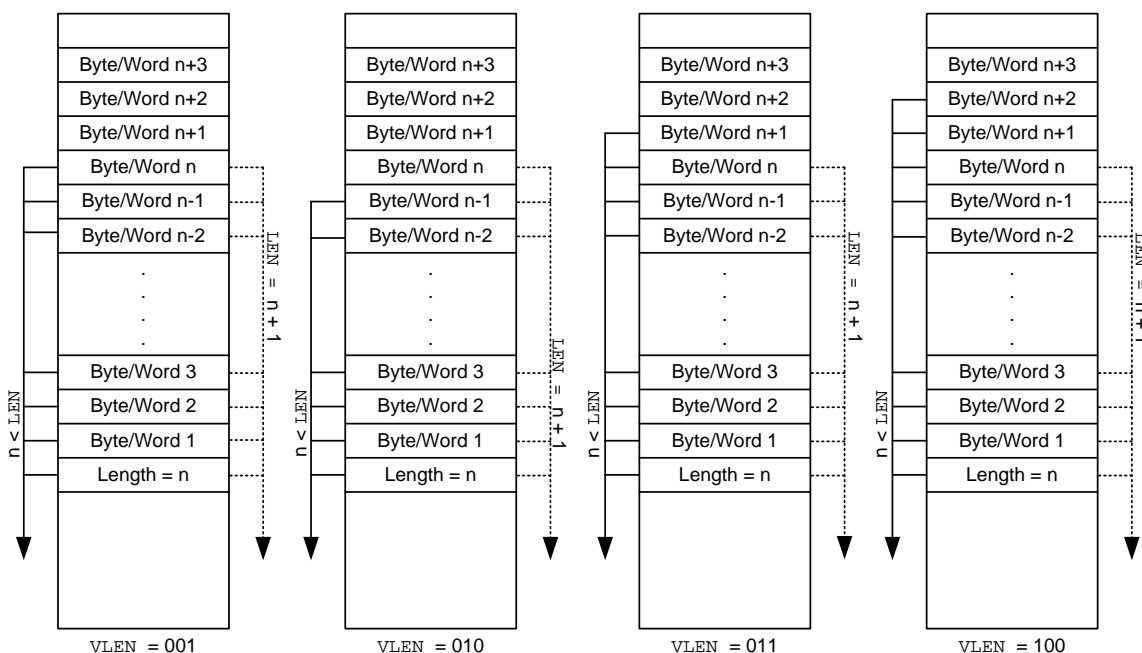 Byte/Word n+3
Byte/Word n+2
Byte/Word n+1
Byte/Word n
Byte/Word n-1
Byte/Word n-2
.
.
.
.
Byte/Word 3
Byte/Word 2
Byte/Word 1
Length = n
n < LEN
LEN = n + 1
VLEN = 001
Byte/Word n+3
Byte/Word n+2
Byte/Word n+1
Byte/Word n
Byte/Word n-1
Byte/Word n-2
.
.
.
.
Byte/Word 3
Byte/Word 2
Byte/Word 1
Length = n
n < LEN
LEN = n + 1
VLEN = 010
Byte/Word n+3
Byte/Word n+2
Byte/Word n+1
Byte/Word n
Byte/Word n-1
Byte/Word n-2
.
.
.
.
Byte/Word 3
Byte/Word 2
Byte/Word 1
Length = n
n < LEN
LEN = n + 1
VLEN = 011
Byte/Word n+3
Byte/Word n+2
Byte/Word n+1
Byte/Word n
Byte/Word n-1
Byte/Word n-2
.
.
.
.
Byte/Word 3
Byte/Word 2
Byte/Word 1
Length = n
n < LEN
LEN = n + 1
VLEN = 100